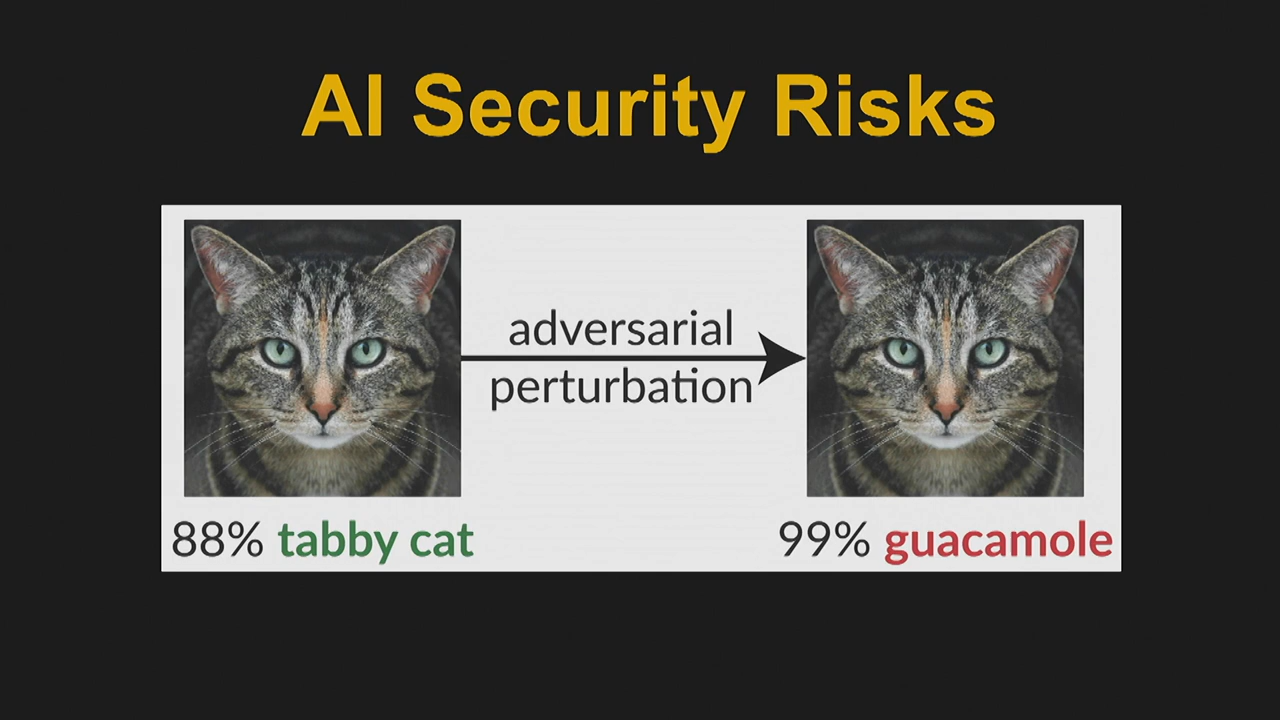 AI Security Risks
adversarial
perturbation
88% tabby cat
99% guacamole